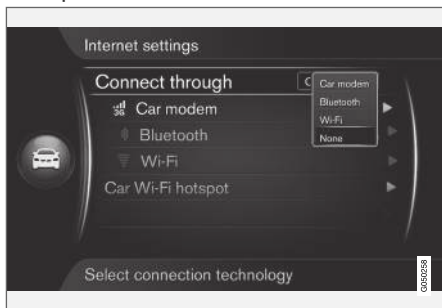 Internet settings
Connect through
Car modem
Bluetooth
Wi-Fi
None
3G Car modem
Bluetooth
Wi-Fi
Car Wi-Fi hotspot
Select connection technology
G050258